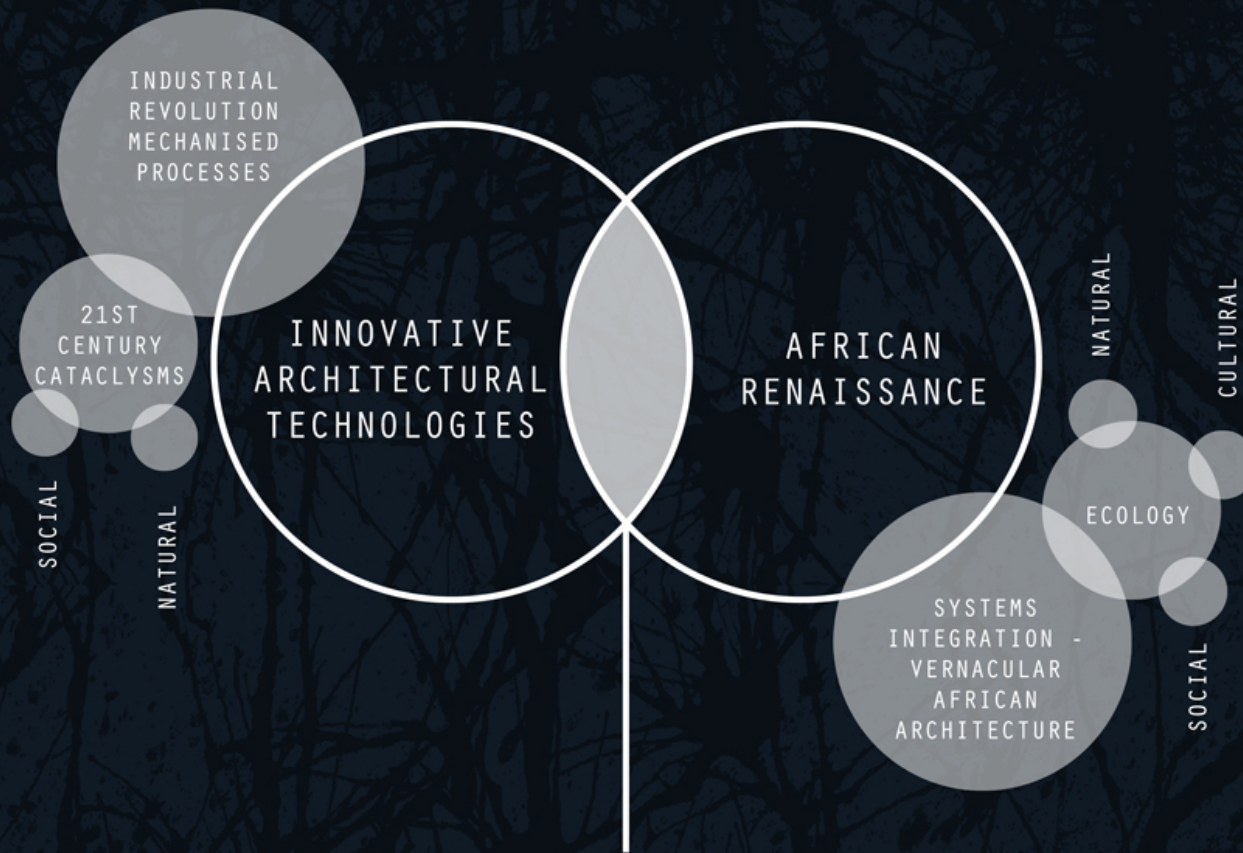 INDUSTRIAL
REVOLUTION
MECHANISED
PROCESSES
21ST
CENTURY
CATACLYSMS
SOCIAL
NATURAL
INNOVATIVE
ARCHITECTURAL
TECHNOLOGIES
AFRICAN
RENAISSANCE
NATURAL
CULTURAL
ECOLOGY
SOCIAL
SYSTEMS
INTEGRATION -
VERNACULAR
AFRICAN
ARCHITECTURE